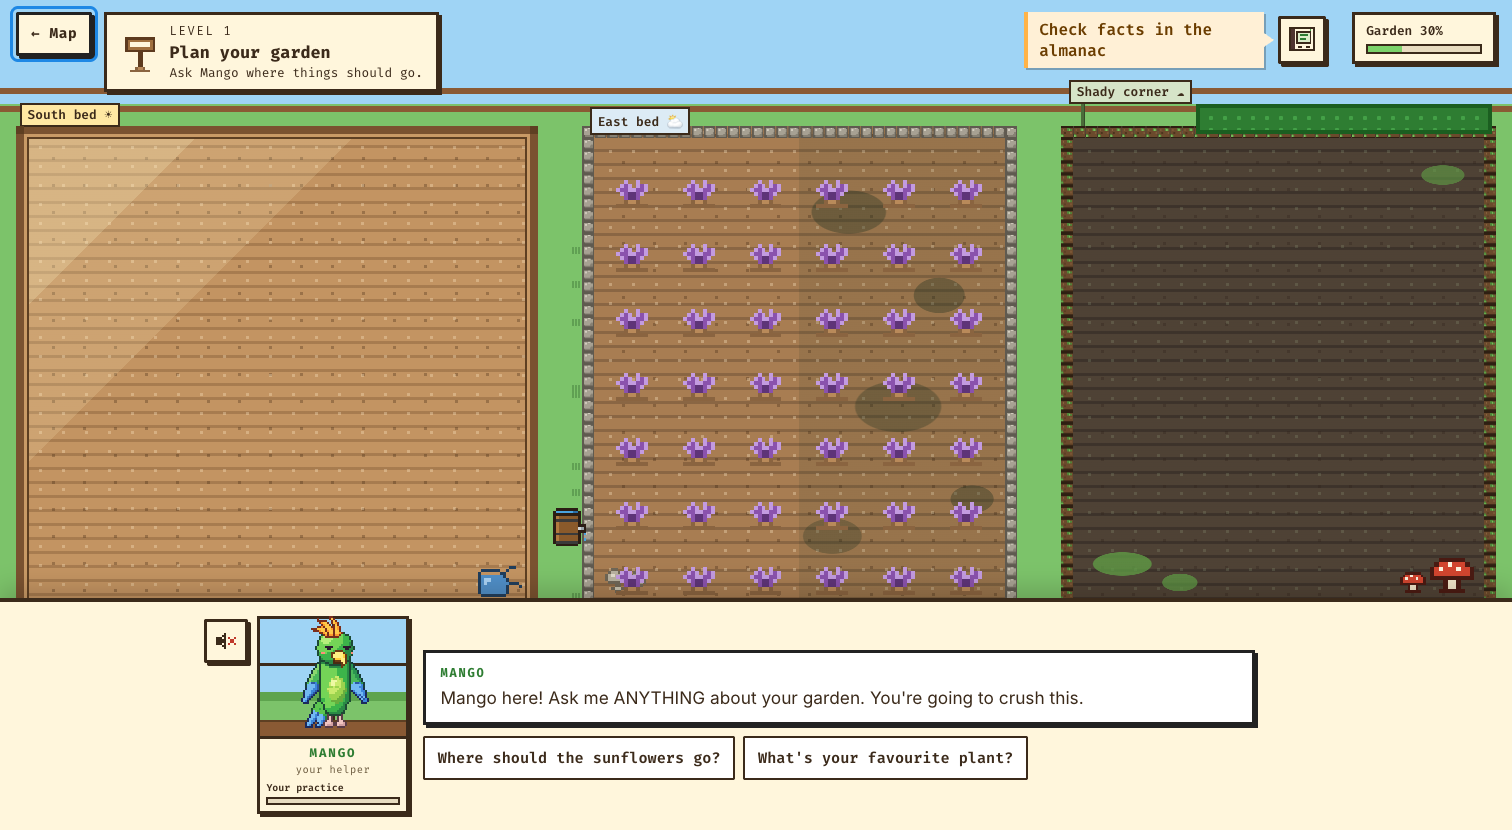 ← Map
LEVEL 1
Plan your garden
Ask Mango where things should go.
Check facts in the
almanac
Garden 30%
Shady corner ☁
South bed ☀
East bed ⛅
MANGO
your helper
Your practice
MANGO
Mango here! Ask me ANYTHING about your garden. You're going to crush this.
Where should the sunflowers go?
What's your favourite plant?